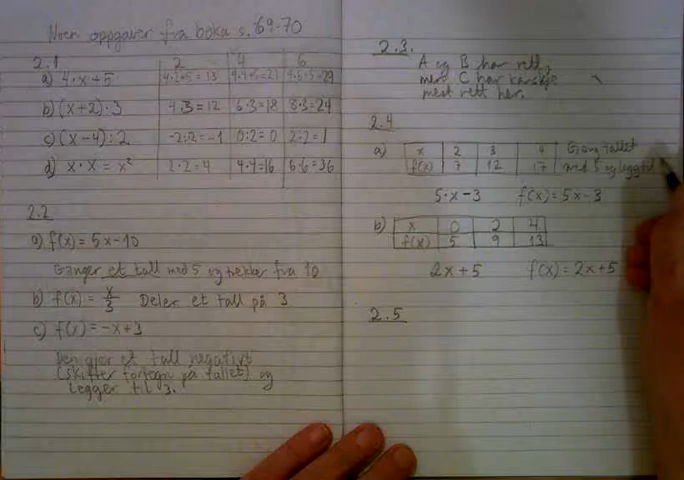 Noen oppgaver fra boka s. 69-70
2.1 2 4 6
a) 4·x+5 4·2+5=13 4·4+5=21 4·6+5=29
b) (x+2)·3 4·3=12 6·3=18 8·3=24
c) (x-4):2 -2:2=-1 0:2=0 2:2=1
d) x·x=x² 2·2=4 4·4=16 6·6=36
2.2
a) f(x)=5x-10
Ganger et tall med 5 og trekker fra 10
b) f(x)=x/3 Deler et tall på 3
c) f(x)=-x+3
Den gjør et tall negativt
(skifter fortegn på tallet) og
legger til 3.
2.3.
A og B har rett,
men C har kanskje
mest rett her.
2.4
a) x 2 3 4 Gang tallet
f(x) 7 12 17 med 5 og legg til
5·x-3 f(x)=5x-3
b) x 0 2 4
f(x) 5 9 13
2x+5 f(x)=2x+5
2.5